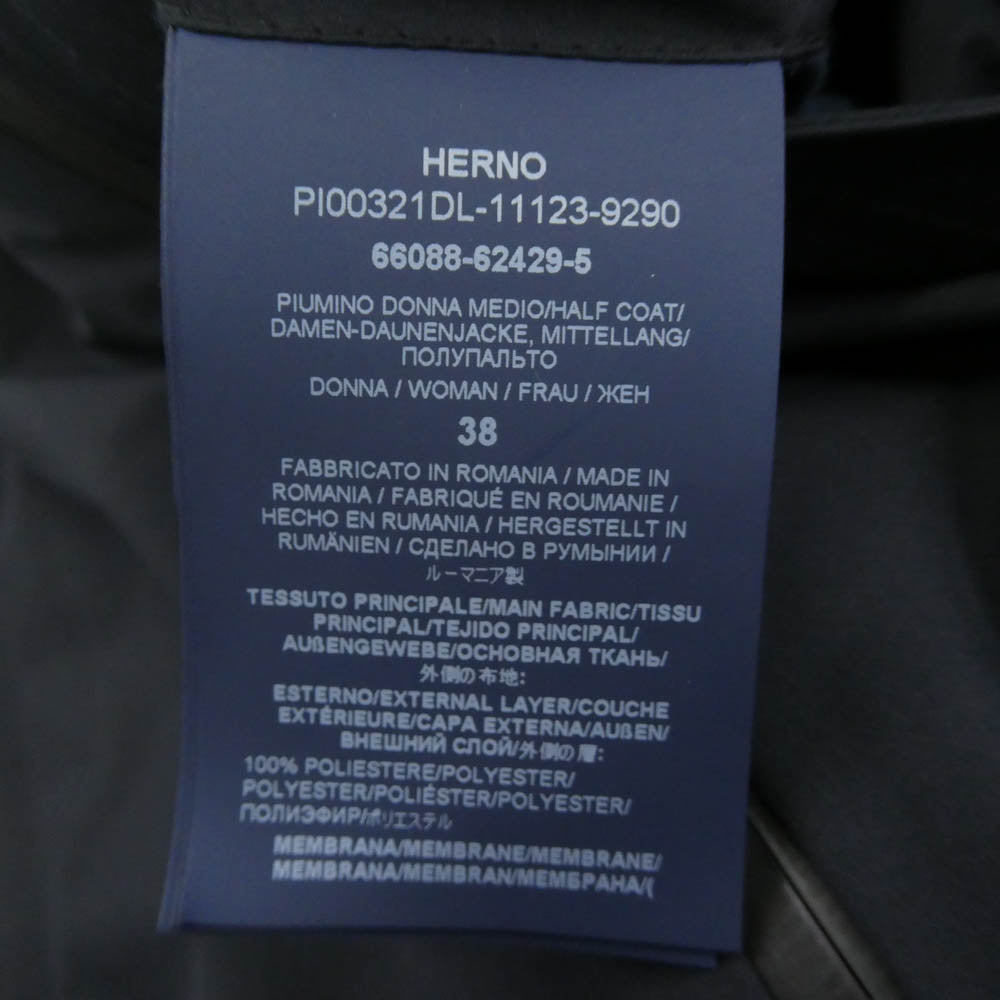 HERNO
PI00321DL-11123-9290
66088-62429-5
PIUMINO DONNA MEDIO/HALF COAT/
DAMEN-DAUNENJACKE, MITTELLANG/
ПОЛУПАЛЬТО
DONNA / WOMAN / FRAU / ЖЕН
38
FABBRICATO IN ROMANIA / MADE IN
ROMANIA / FABRIQUÉ EN ROUMANIE /
HECHO EN RUMANIA / HERGESTELLT IN
RUMÄNIEN / СДЕЛАНО В РУМЫНИИ /
ルーマニア製
TESSUTO PRINCIPALE/MAIN FABRIC/TISSU
PRINCIPAL/TEJIDO PRINCIPAL/
AUßENGEWEBE/ОСНОВНАЯ ТКАНЬ/
外側の布地:
ESTERNO/EXTERNAL LAYER/COUCHE
EXTÉRIEURE/CAPA EXTERNA/AUßEN/
ВНЕШНИЙ СЛОЙ/外側の層:
100% POLIESTERE/POLYESTER/
POLYESTER/POLIÉSTER/POLYESTER/
ПОЛИЭФИР/ポリエステル
MEMBRANA/MEMBRANE/MEMBRANE/
MEMBRANA/MEMBRAN/МЕМБРАНА/(